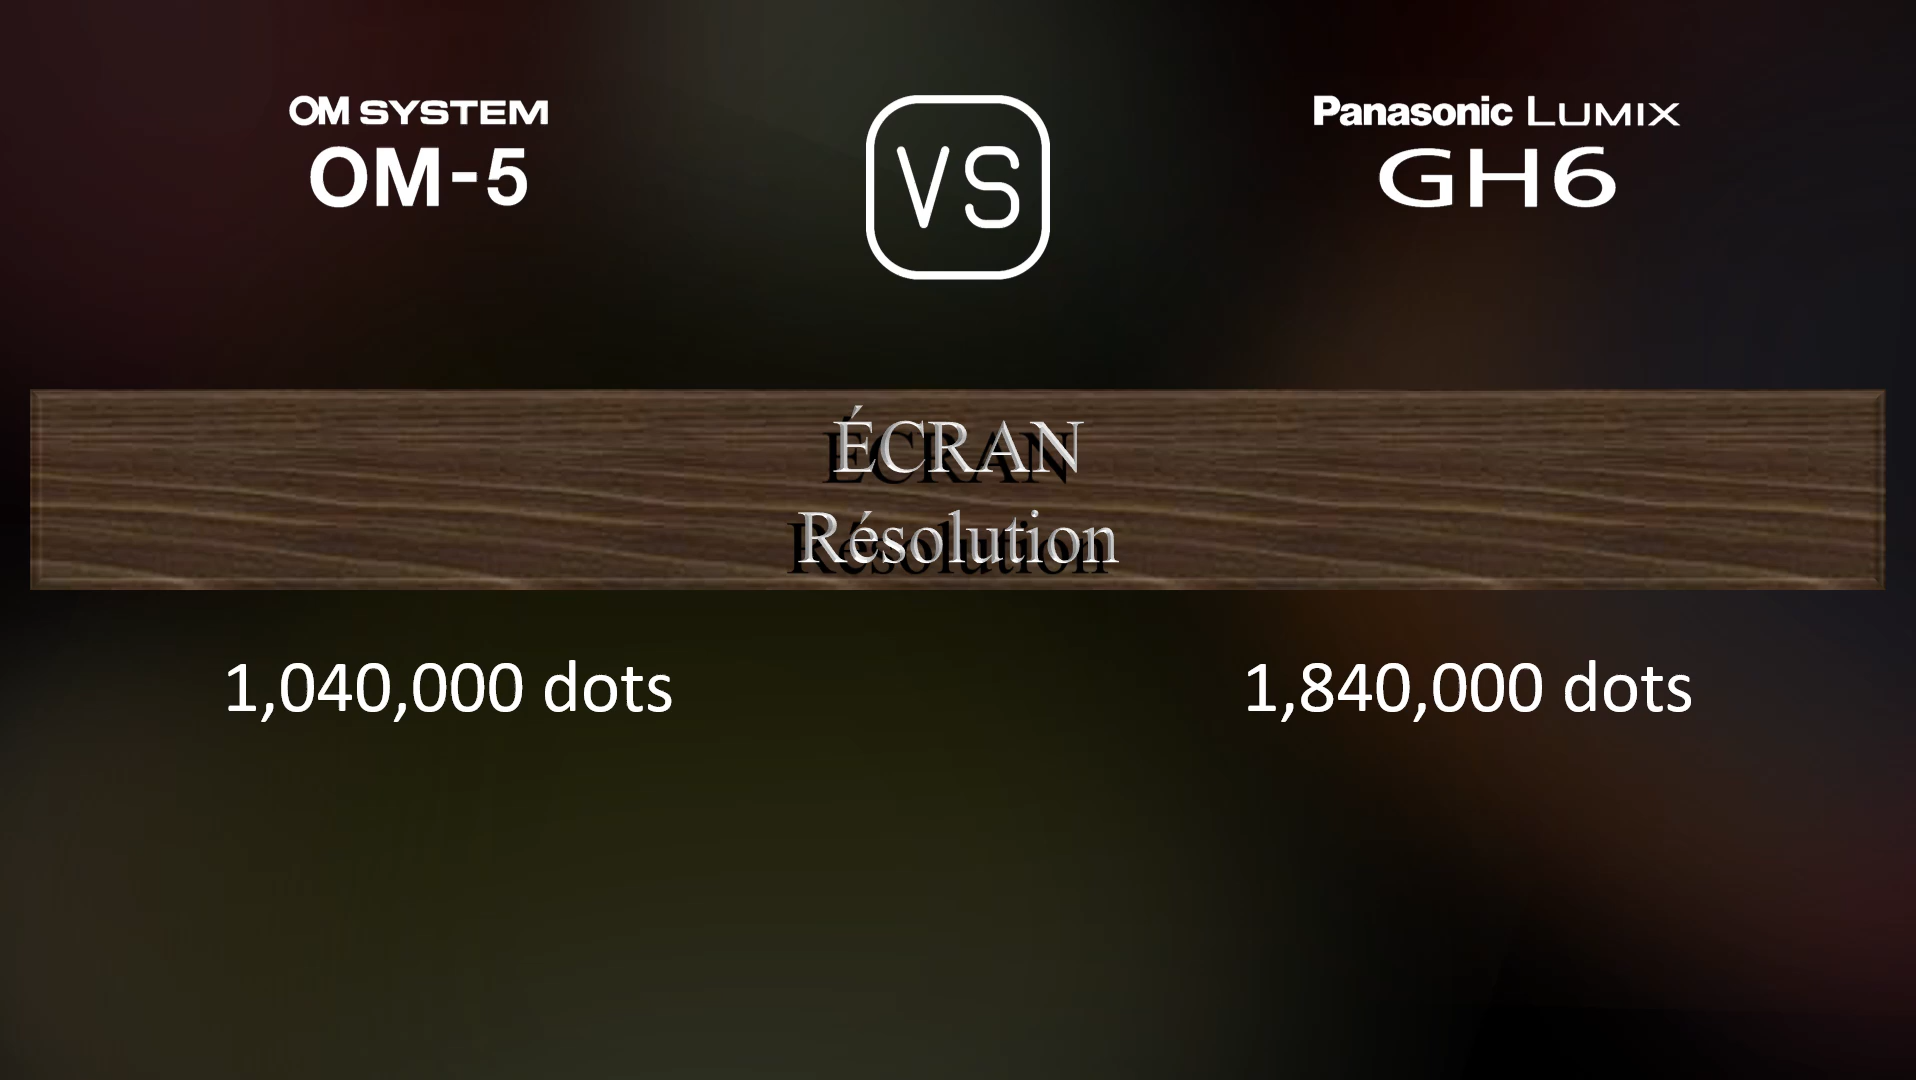 OM SYSTEM
OM-5
VS
Panasonic LUMIX
GH6
ÉCRAN
Résolution
1,040,000 dots
1,840,000 dots